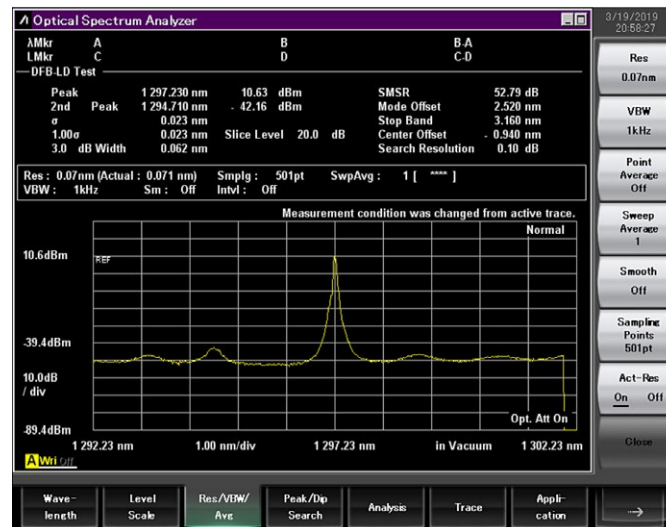 Optical Spectrum Analyzer
3/19/2019
20:58:27
λMkr A B B-A
LMkr C D C-D
DFB-LD Test
Peak 1 297.230 nm 10.63 dBm SMSR 52.79 dB
2nd Peak 1 294.710 nm - 42.16 dBm Mode Offset 2.520 nm
σ 0.023 nm Stop Band 3.160 nm
1.00σ 0.023 nm Slice Level 20.0 dB Center Offset - 0.940 nm
3.0 dB Width 0.062 nm Search Resolution 0.10 dB
Res : 0.07nm (Actual : 0.071 nm) Smplg : 501pt SwpAvg : 1 [ **** ]
VBW : 1kHz Sm : Off Intvl : Off
Measurement condition was changed from active trace.
Normal
10.6dBm
REF
-39.4dBm
10.0dB
/ div
Opt. Att On
-89.4dBm
1 292.23 nm 1.00 nm/div 1 297.23 nm in Vacuum 1 302.23 nm
A Wri Off
Res
0.07nm
VBW
1kHz
Point
Average
Off
Sweep
Average
1
Smooth
Off
Sampling
Points
501pt
Act-Res
On Off
Close
Wave-
length
Level
Scale
Res/VBW/
Avg
Peak/Dip
Search
Analysis
Trace
Appli-
cation